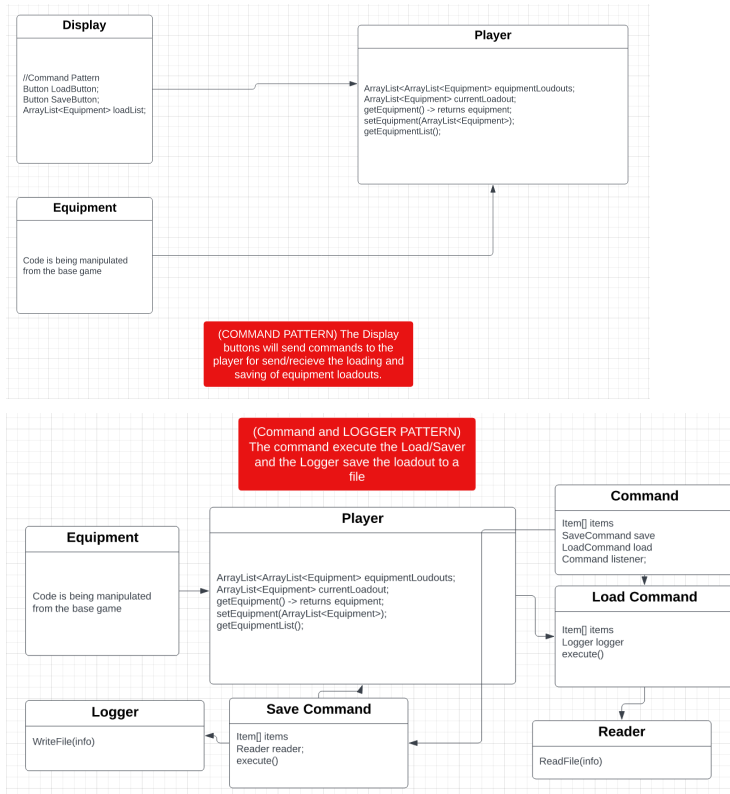 Display
//Command Pattern
Button LoadButton;
Button SaveButton;
ArrayList<Equipment> loadList;
Player
ArrayList<ArrayList<Equipment> equipmentLoudouts;
ArrayList<Equipment> currentLoadout;
getEquipment() -> returns equipment;
setEquipment(ArrayList<Equipment>);
getEquipmentList();
Equipment
Code is being manipulated
from the base game
(COMMAND PATTERN) The Display
buttons will send commands to the
player for send/recieve the loading and
saving of equipment loadouts.
(Command and LOGGER PATTERN)
The command execute the Load/Saver
and the Logger save the loadout to a
file
Command
Item[] items
SaveCommand save
LoadCommand load
Command listener;
Player
ArrayList<ArrayList<Equipment> equipmentLoudouts;
ArrayList<Equipment> currentLoadout;
getEquipment() -> returns equipment;
setEquipment(ArrayList<Equipment>);
getEquipmentList();
Equipment
Code is being manipulated
from the base game
Load Command
Item[] items
Logger logger
execute()
Logger
WriteFile(info)
Save Command
Item[] items
Reader reader;
execute()
Reader
ReadFile(info)